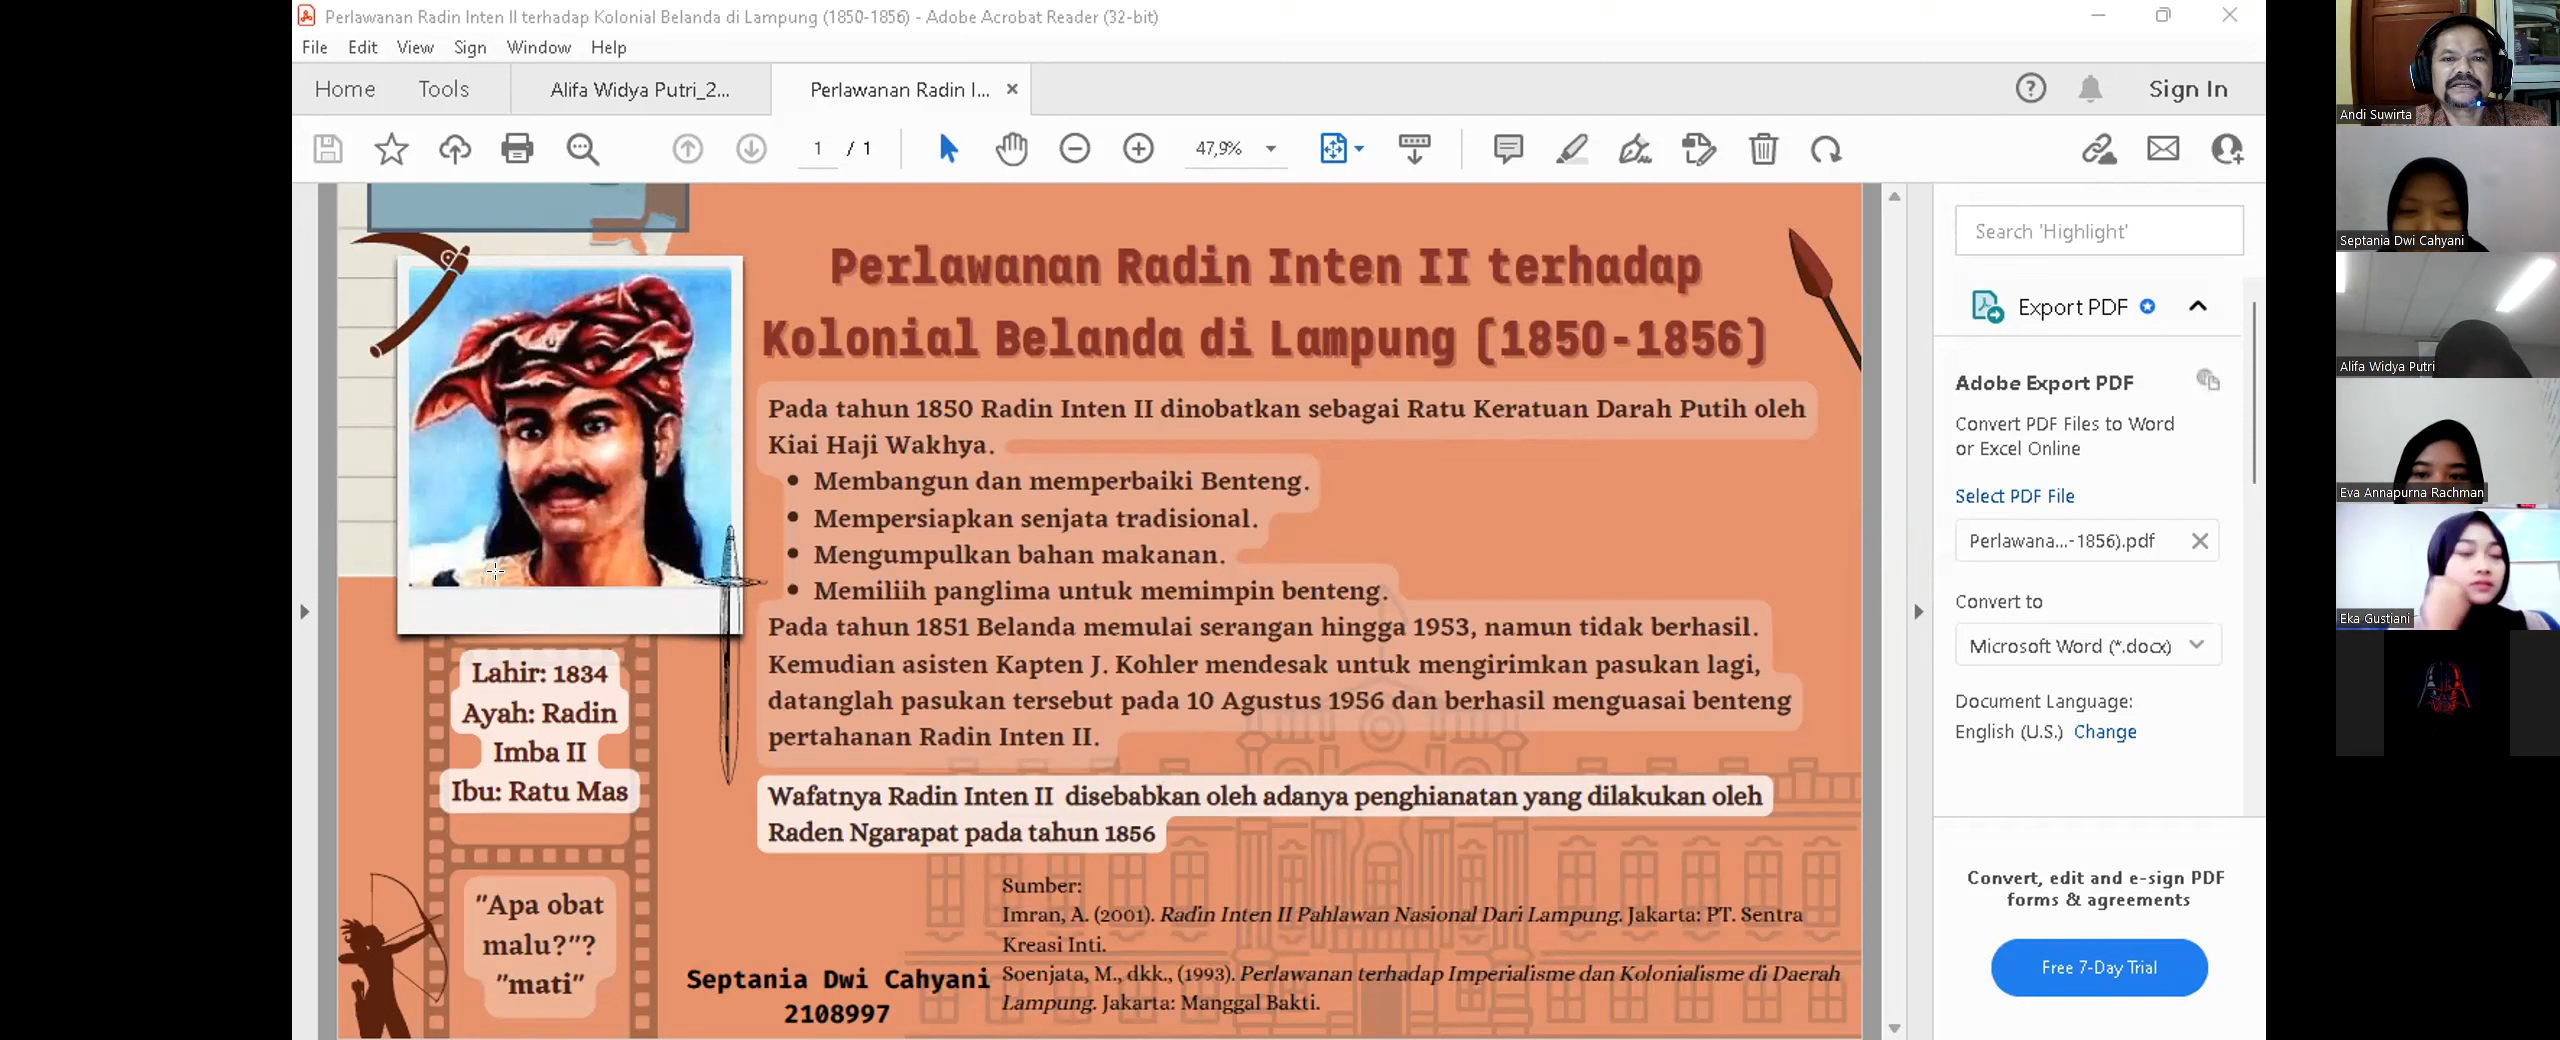 Perlawanan Radin Inten II terhadap Kolonial Belanda di Lampung (1850-1856) - Adobe Acrobat Reader (32-bit)
File Edit View Sign Window Help
Home Tools Alifa Widya Putri_2... Perlawanan Radin I... Sign In
1 / 1 47,9%
Perlawanan Radin Inten II terhadap
Kolonial Belanda di Lampung (1850-1856)
Pada tahun 1850 Radin Inten II dinobatkan sebagai Ratu Keratuan Darah Putih oleh
Kiai Haji Wakhya.
• Membangun dan memperbaiki Benteng.
• Mempersiapkan senjata tradisional.
• Mengumpulkan bahan makanan.
• Memiliih panglima untuk memimpin benteng.
Pada tahun 1851 Belanda memulai serangan hingga 1953, namun tidak berhasil.
Kemudian asisten Kapten J. Kohler mendesak untuk mengirimkan pasukan lagi,
datanglah pasukan tersebut pada 10 Agustus 1956 dan berhasil menguasai benteng
pertahanan Radin Inten II.
Wafatnya Radin Inten II disebabkan oleh adanya penghianatan yang dilakukan oleh
Raden Ngarapat pada tahun 1856
Lahir: 1834
Ayah: Radin
Imba II
Ibu: Ratu Mas
"Apa obat
malu?"?
"mati"
Septania Dwi Cahyani
2108997
Sumber:
Imran, A. (2001). Radin Inten II Pahlawan Nasional Dari Lampung. Jakarta: PT. Sentra
Kreasi Inti.
Soenjata, M., dkk., (1993). Perlawanan terhadap Imperialisme dan Kolonialisme di Daerah
Lampung. Jakarta: Manggal Bakti.
Search 'Highlight'
Export PDF
Adobe Export PDF
Convert PDF Files to Word
or Excel Online
Select PDF File
Perlawana...-1856).pdf
Convert to
Microsoft Word (*.docx)
Document Language:
English (U.S.) Change
Convert, edit and e-sign PDF
forms & agreements
Free 7-Day Trial
Andi Suwirta
Septania Dwi Cahyani
Alifa Widya Putri
Eva Annapurna Rachman
Eka Gustiani